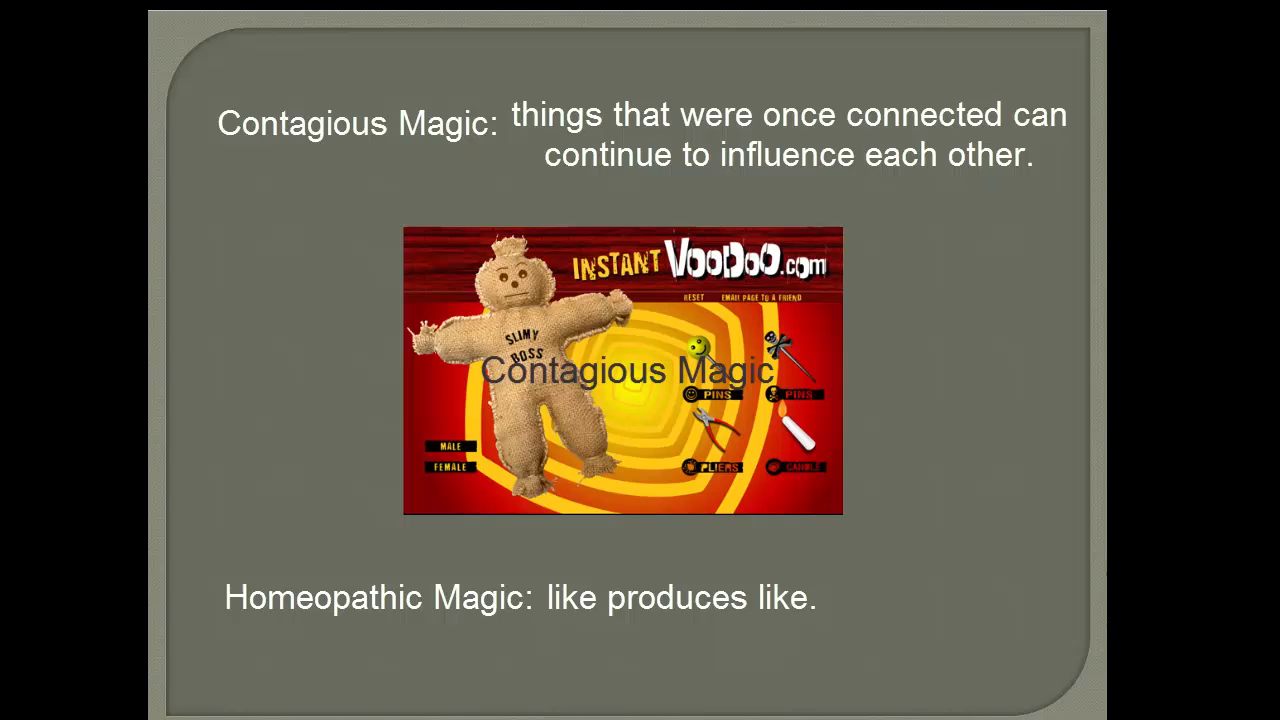 Contagious Magic: things that were once connected can
continue to influence each other.
INSTANT VOODOO.COM
RESET EMAIL PAGE TO A FRIEND
SLIMY
BOSS
Contagious Magic
PINS PINS
MALE
FEMALE
PLIERS CANDLE
Homeopathic Magic: like produces like.